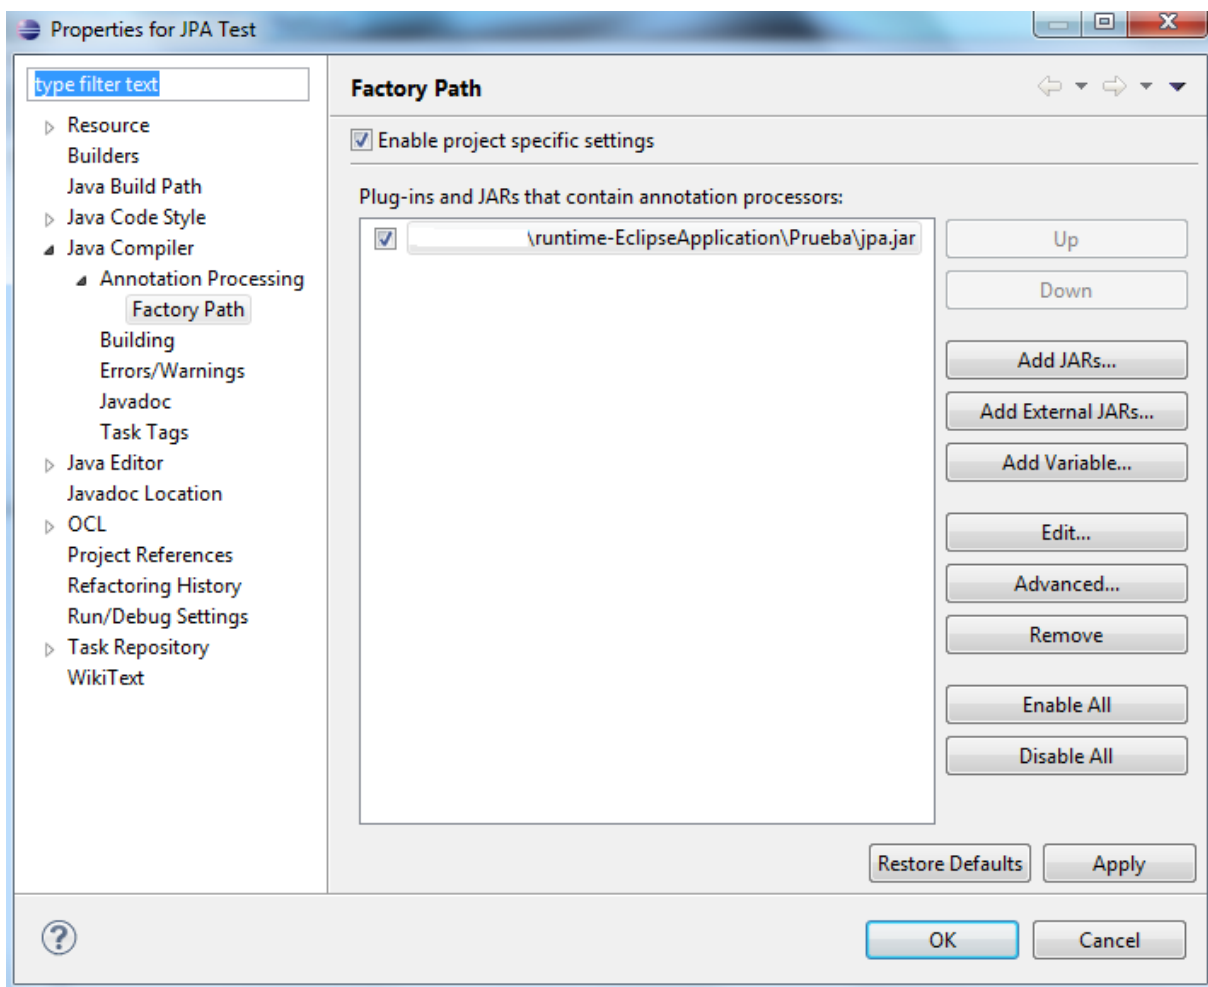 Properties for JPA Test
type filter text
Resource
Builders
Java Build Path
Java Code Style
Java Compiler
Annotation Processing
Factory Path
Building
Errors/Warnings
Javadoc
Task Tags
Java Editor
Javadoc Location
OCL
Project References
Refactoring History
Run/Debug Settings
Task Repository
WikiText
Factory Path
Enable project specific settings
Plug-ins and JARs that contain annotation processors:
\runtime-EclipseApplication\Prueba\jpa.jar
Up
Down
Add JARs...
Add External JARs...
Add Variable...
Edit...
Advanced...
Remove
Enable All
Disable All
Restore Defaults
Apply
OK
Cancel